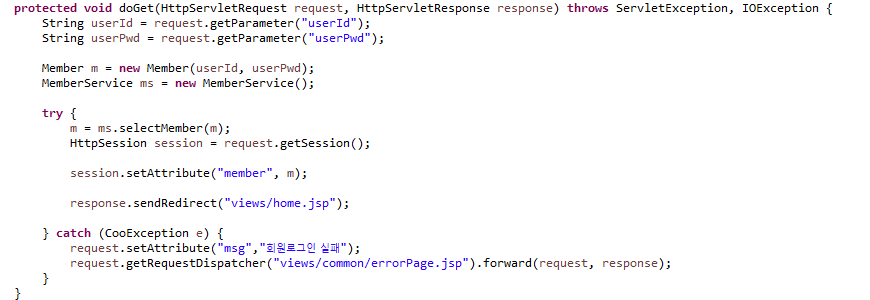 protected void doGet(HttpServletRequest request, HttpServletResponse response) throws ServletException, IOException {
    String userId = request.getParameter("userId");
    String userPwd = request.getParameter("userPwd");

    Member m = new Member(userId, userPwd);
    MemberService ms = new MemberService();

    try {
        m = ms.selectMember(m);
        HttpSession session = request.getSession();

        session.setAttribute("member", m);

        response.sendRedirect("views/home.jsp");

    } catch (CooException e) {
        request.setAttribute("msg","회원로그인 실패");
        request.getRequestDispatcher("views/common/errorPage.jsp").forward(request, response);
    }
}